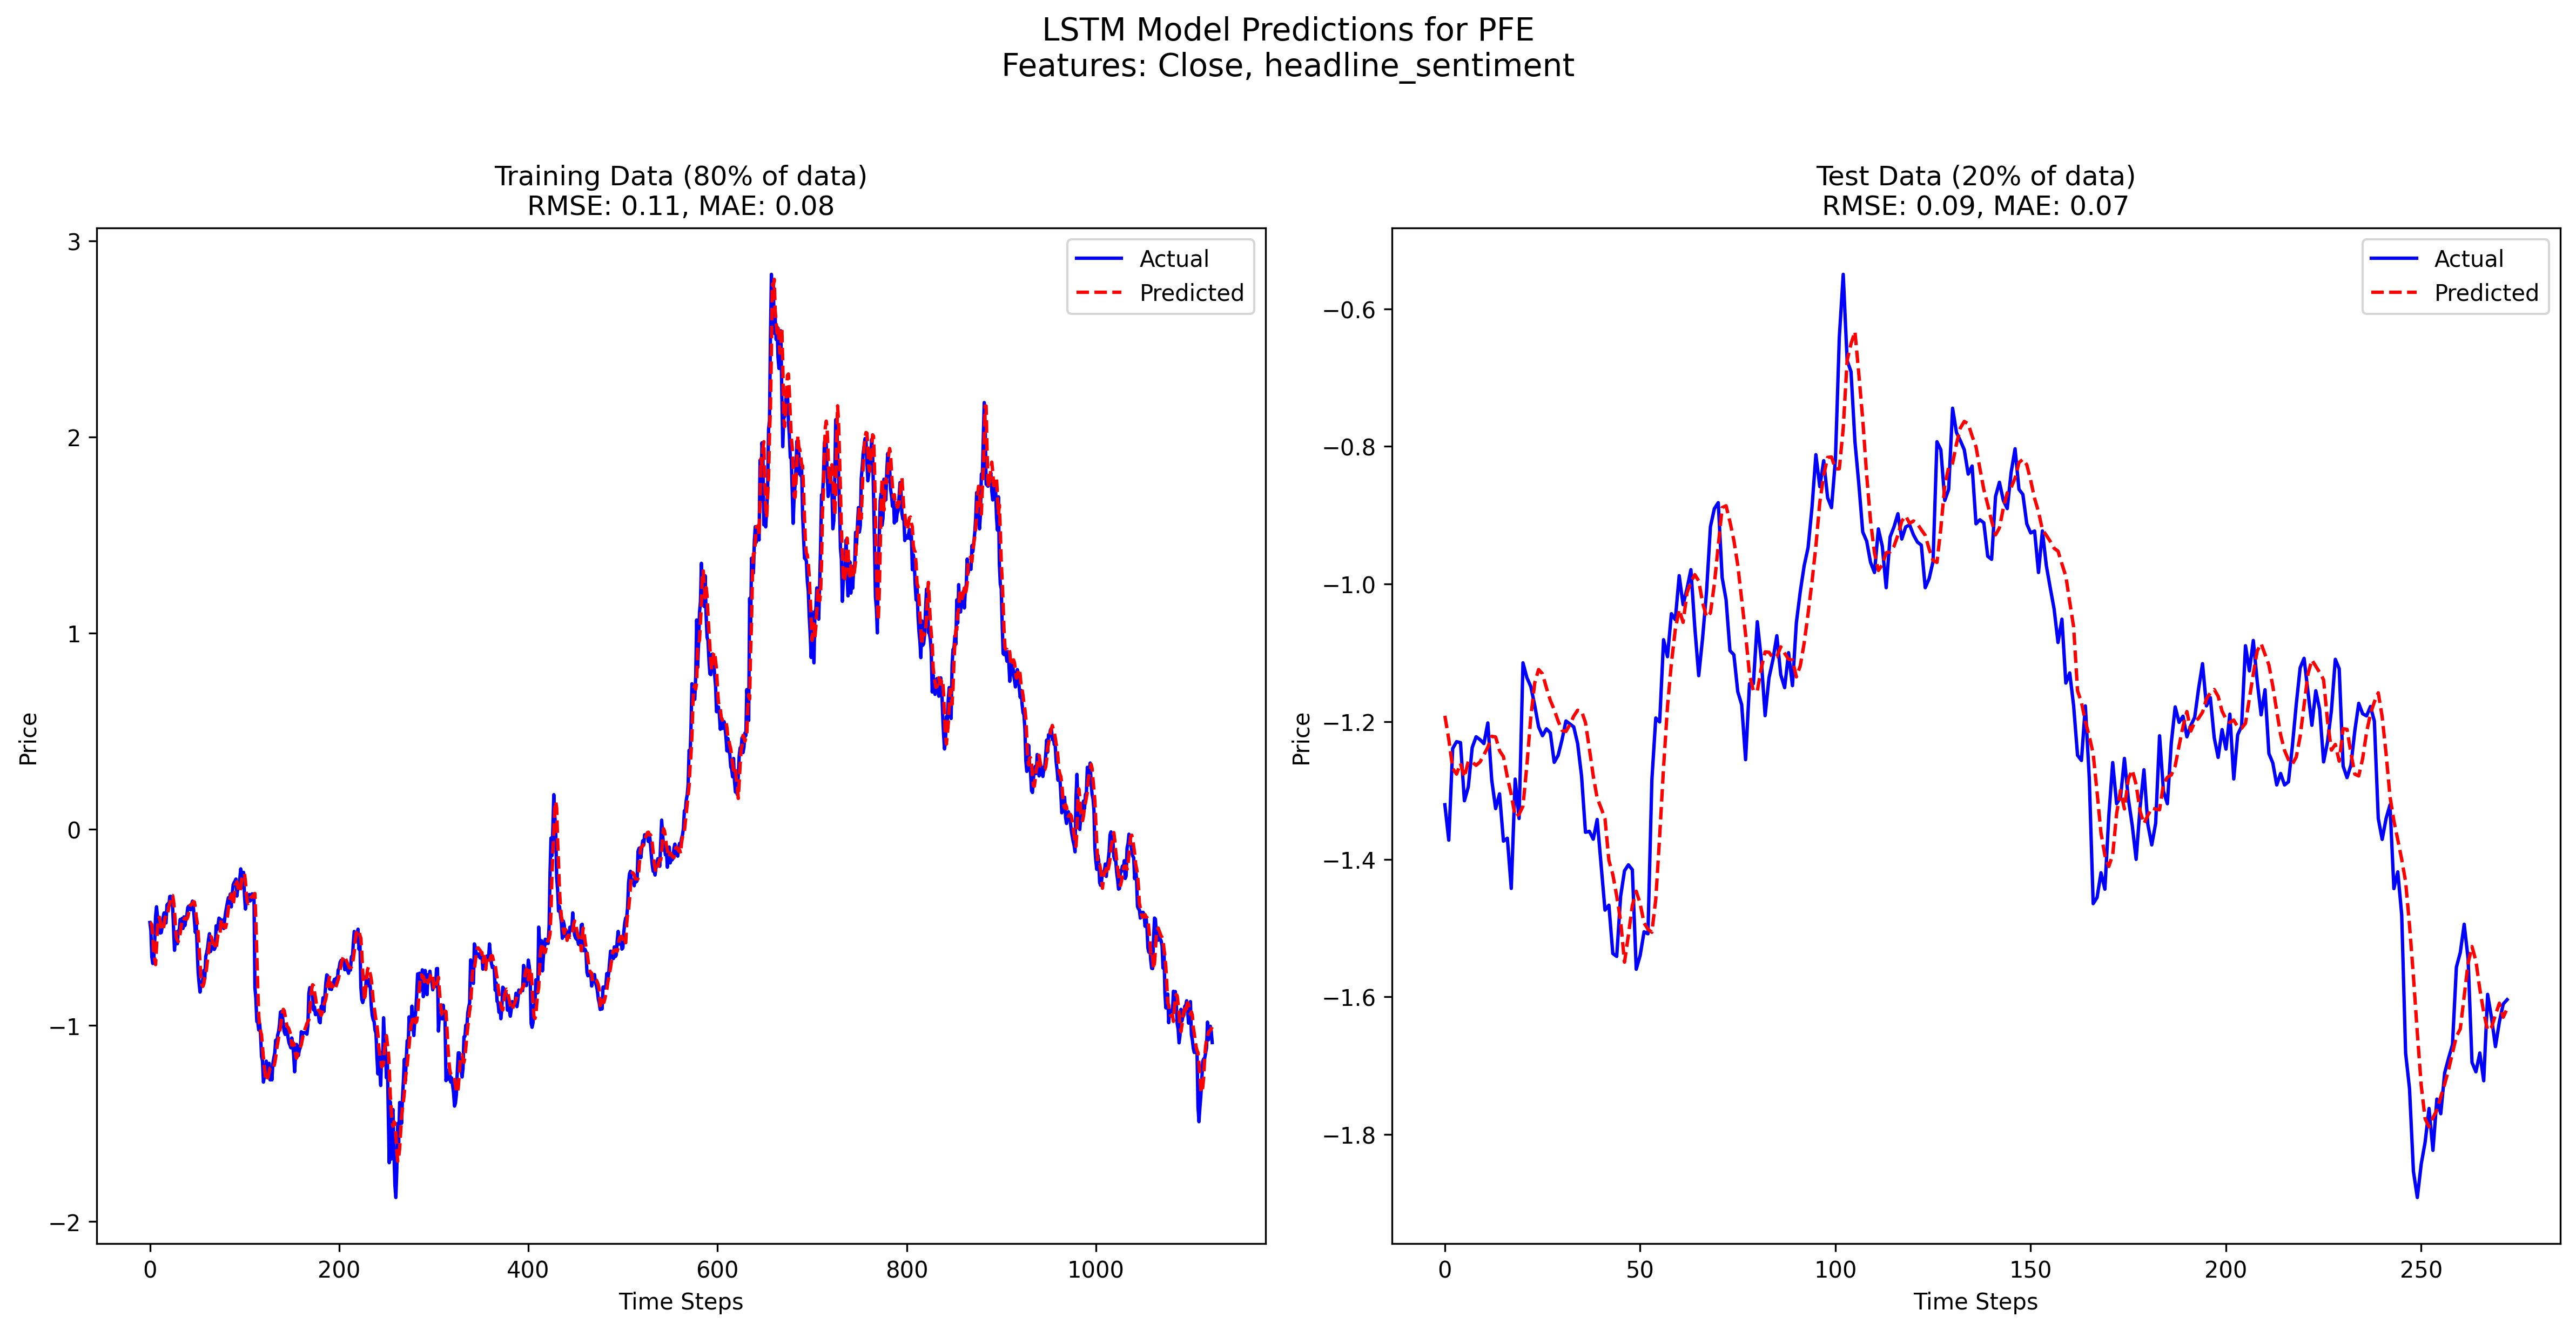 LSTM Model Predictions for PFE
Features: Close, headline_sentiment
Training Data (80% of data)
RMSE: 0.11, MAE: 0.08
Actual
Predicted
Price
3
2
1
0
−1
−2
0 200 400 600 800 1000
Time Steps
Test Data (20% of data)
RMSE: 0.09, MAE: 0.07
Actual
Predicted
Price
−0.6
−0.8
−1.0
−1.2
−1.4
−1.6
−1.8
0 50 100 150 200 250
Time Steps